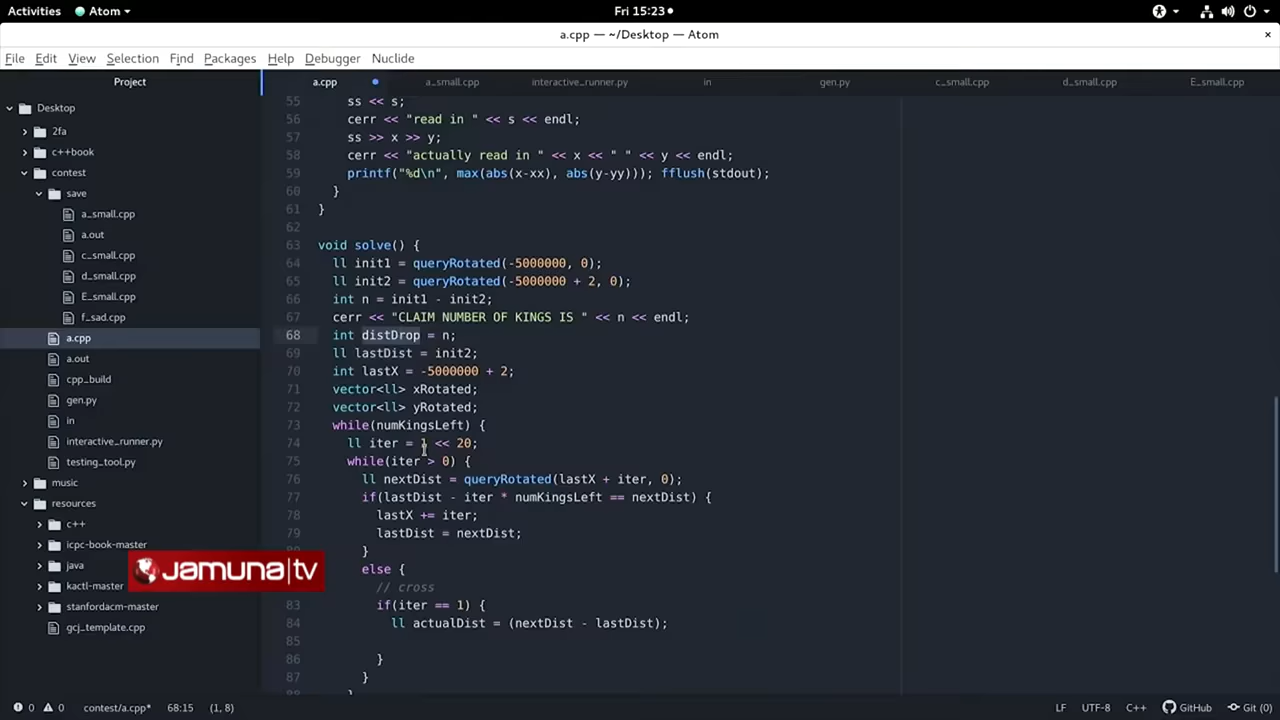 Activities Atom Fri 15:23
a.cpp — ~/Desktop — Atom ×
File Edit View Selection Find Packages Help Debugger Nuclide
Project a.cpp a_small.cpp interactive_runner.py in gen.py c_small.cpp d_small.cpp E_small.cpp
Desktop
2fa
c++book
contest
save
a_small.cpp
a.out
c_small.cpp
d_small.cpp
E_small.cpp
f_sad.cpp
a.cpp
a.out
cpp_build
gen.py
in
interactive_runner.py
testing_tool.py
music
resources
c++
icpc-book-master
java
kactl-master
stanfordacm-master
gcj_template.cpp
Jamuna|tv
55 ss << s;
56 cerr << "read in " << s << endl;
57 ss >> x >> y;
58 cerr << "actually read in " << x << " " << y << endl;
59 printf("%d\n", max(abs(x-xx), abs(y-yy))); fflush(stdout);
60 }
61 }
62
63 void solve() {
64 ll init1 = queryRotated(-5000000, 0);
65 ll init2 = queryRotated(-5000000 + 2, 0);
66 int n = init1 - init2;
67 cerr << "CLAIM NUMBER OF KINGS IS " << n << endl;
68 int distDrop = n;
69 ll lastDist = init2;
70 int lastX = -5000000 + 2;
71 vector<ll> xRotated;
72 vector<ll> yRotated;
73 while(numKingsLeft) {
74 ll iter = 1 << 20;
75 while(iter > 0) {
76 ll nextDist = queryRotated(lastX + iter, 0);
77 if(lastDist - iter * numKingsLeft == nextDist) {
78 lastX += iter;
79 lastDist = nextDist;
}
else {
// cross
83 if(iter == 1) {
84 ll actualDist = (nextDist - lastDist);
85
86 }
87 }
88 }
0 0 contest/a.cpp* 68:15 (1, 8) LF UTF-8 C++ GitHub Git (0)